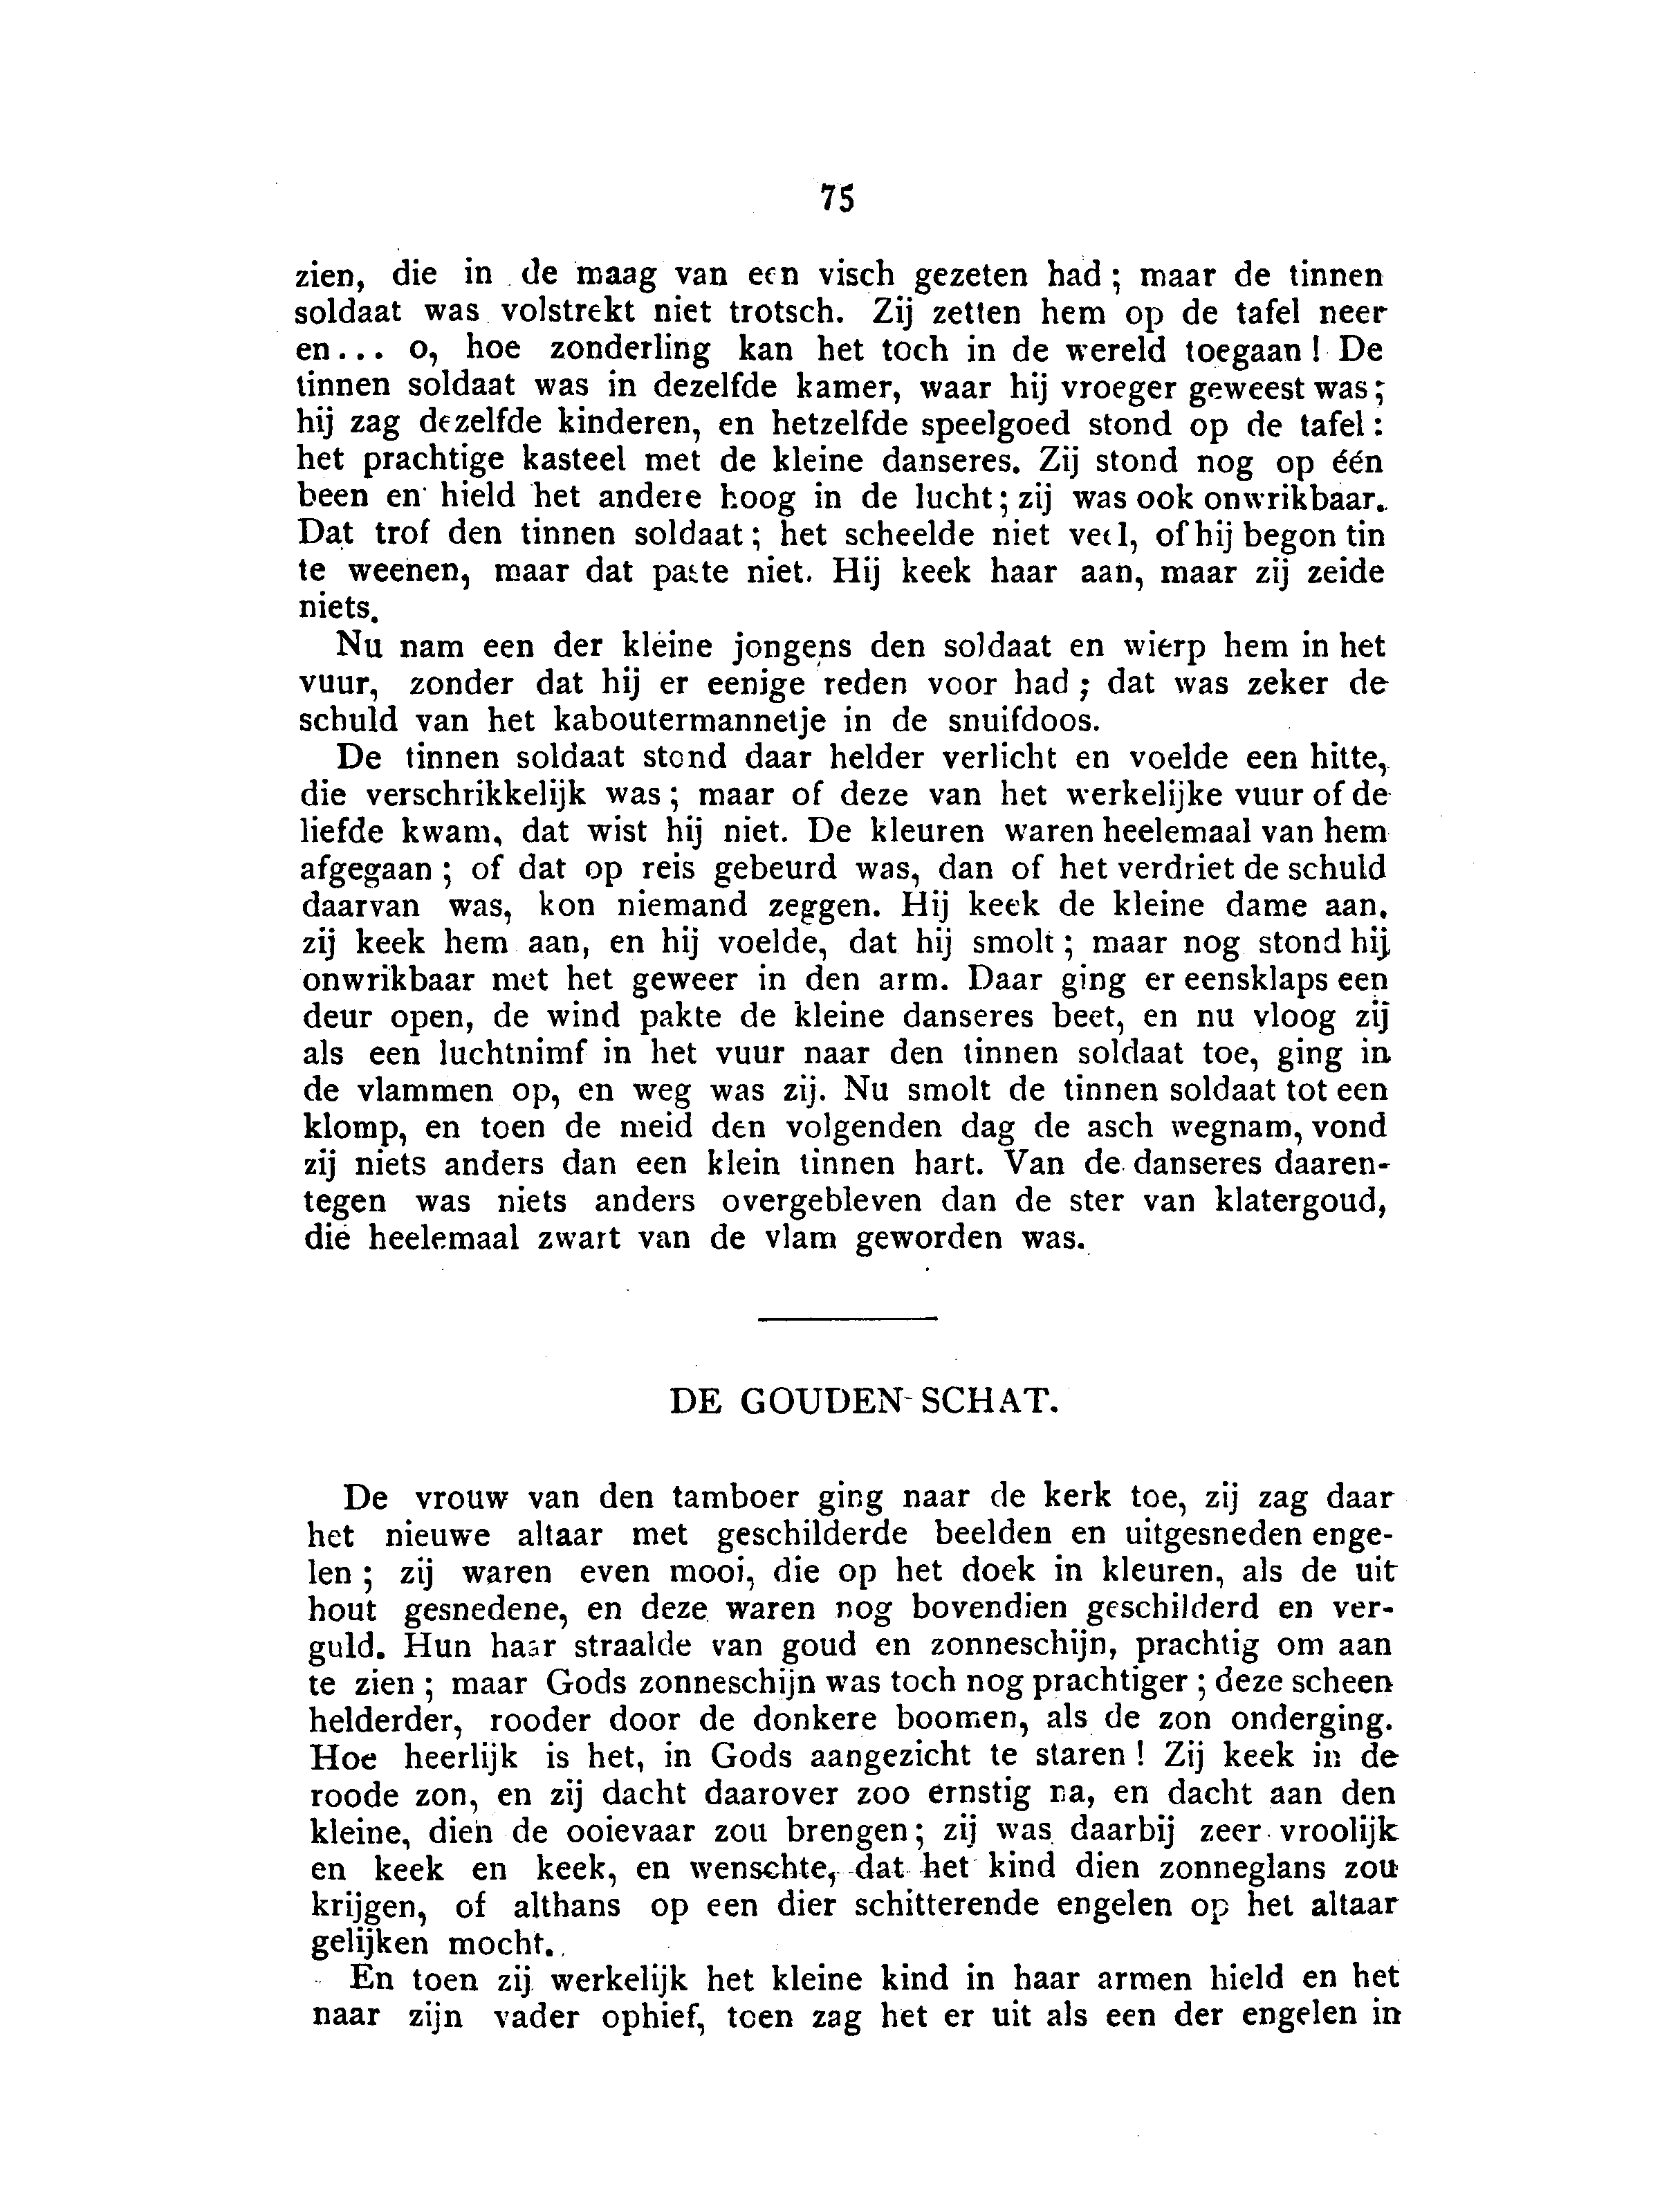 75
zien, die in de maag van een visch gezeten had; maar de tinnen
soldaat was volstrekt niet trotsch. Zij zetten hem op de tafel neer
en... o, hoe zonderling kan het toch in de wereld toegaan! De
tinnen soldaat was in dezelfde kamer, waar hij vroeger geweest was;
hij zag dezelfde kinderen, en hetzelfde speelgoed stond op de tafel:
het prachtige kasteel met de kleine danseres. Zij stond nog op één
been en hield het andere hoog in de lucht; zij was ook onwrikbaar.
Dat trof den tinnen soldaat; het scheelde niet veel, of hij begon tin
te weenen, maar dat paste niet. Hij keek haar aan, maar zij zeide
niets.
Nu nam een der kleine jongens den soldaat en wierp hem in het
vuur, zonder dat hij er eenige reden voor had; dat was zeker de
schuld van het kaboutermannetje in de snuifdoos.
De tinnen soldaat stond daar helder verlicht en voelde een hitte,
die verschrikkelijk was; maar of deze van het werkelijke vuur of de
liefde kwam, dat wist hij niet. De kleuren waren heelemaal van hem
afgegaan; of dat op reis gebeurd was, dan of het verdriet de schuld
daarvan was, kon niemand zeggen. Hij keek de kleine dame aan,
zij keek hem aan, en hij voelde, dat hij smolt; maar nog stond hij
onwrikbaar met het geweer in den arm. Daar ging er eensklaps een
deur open, de wind pakte de kleine danseres beet, en nu vloog zij
als een luchtnimf in het vuur naar den tinnen soldaat toe, ging in
de vlammen op, en weg was zij. Nu smolt de tinnen soldaat tot een
klomp, en toen de meid den volgenden dag de asch wegnam, vond
zij niets anders dan een klein tinnen hart. Van de danseres daaren-
tegen was niets anders overgebleven dan de ster van klatergoud,
die heelemaal zwart van de vlam geworden was.
DE GOUDEN-SCHAT.
De vrouw van den tamboer ging naar de kerk toe, zij zag daar
het nieuwe altaar met geschilderde beelden en uitgesneden enge-
len; zij waren even mooi, die op het doek in kleuren, als de uit
hout gesnedene, en deze waren nog bovendien geschilderd en ver-
guld. Hun haar straalde van goud en zonneschijn, prachtig om aan
te zien; maar Gods zonneschijn was toch nog prachtiger; deze scheen
helderder, rooder door de donkere boomen, als de zon onderging.
Hoe heerlijk is het, in Gods aangezicht te staren! Zij keek in de
roode zon, en zij dacht daarover zoo ernstig na, en dacht aan den
kleine, dien de ooievaar zou brengen; zij was daarbij zeer vroolijk
en keek en keek, en wenschte, dat het kind dien zonneglans zou
krijgen, of althans op een dier schitterende engelen op het altaar
gelijken mocht.
En toen zij werkelijk het kleine kind in haar armen hield en het
naar zijn vader ophief, toen zag het er uit als een der engelen in